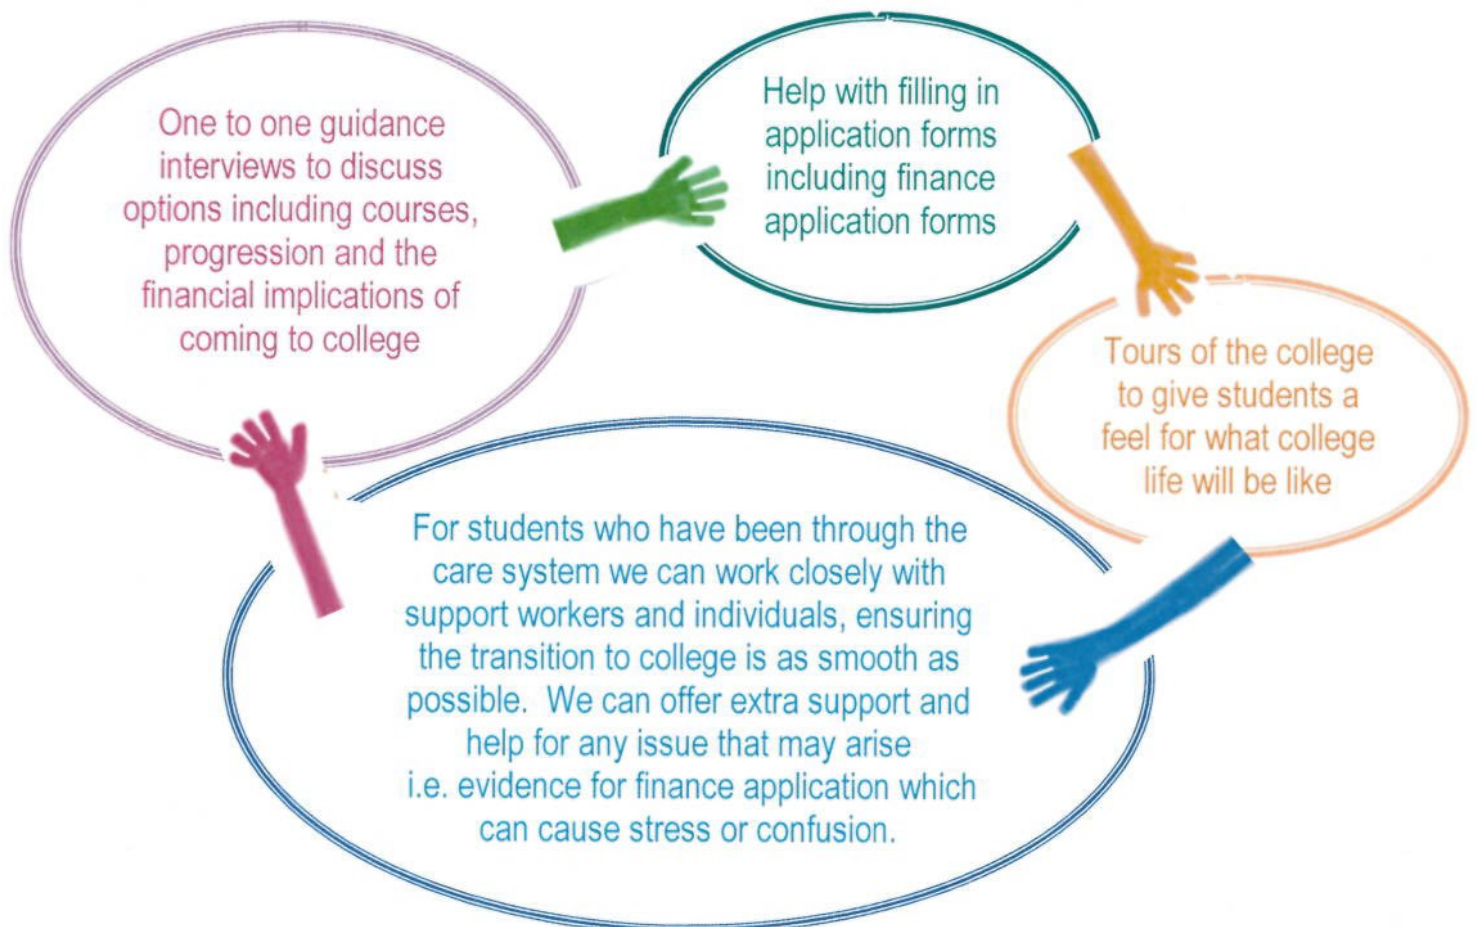 One to one guidance
interviews to discuss
options including courses,
progression and the
financial implications of
coming to college
Help with filling in
application forms
including finance
application forms
Tours of the college
to give students a
feel for what college
life will be like
For students who have been through the
care system we can work closely with
support workers and individuals, ensuring
the transition to college is as smooth as
possible.  We can offer extra support and
help for any issue that may arise
i.e. evidence for finance application which
can cause stress or confusion.